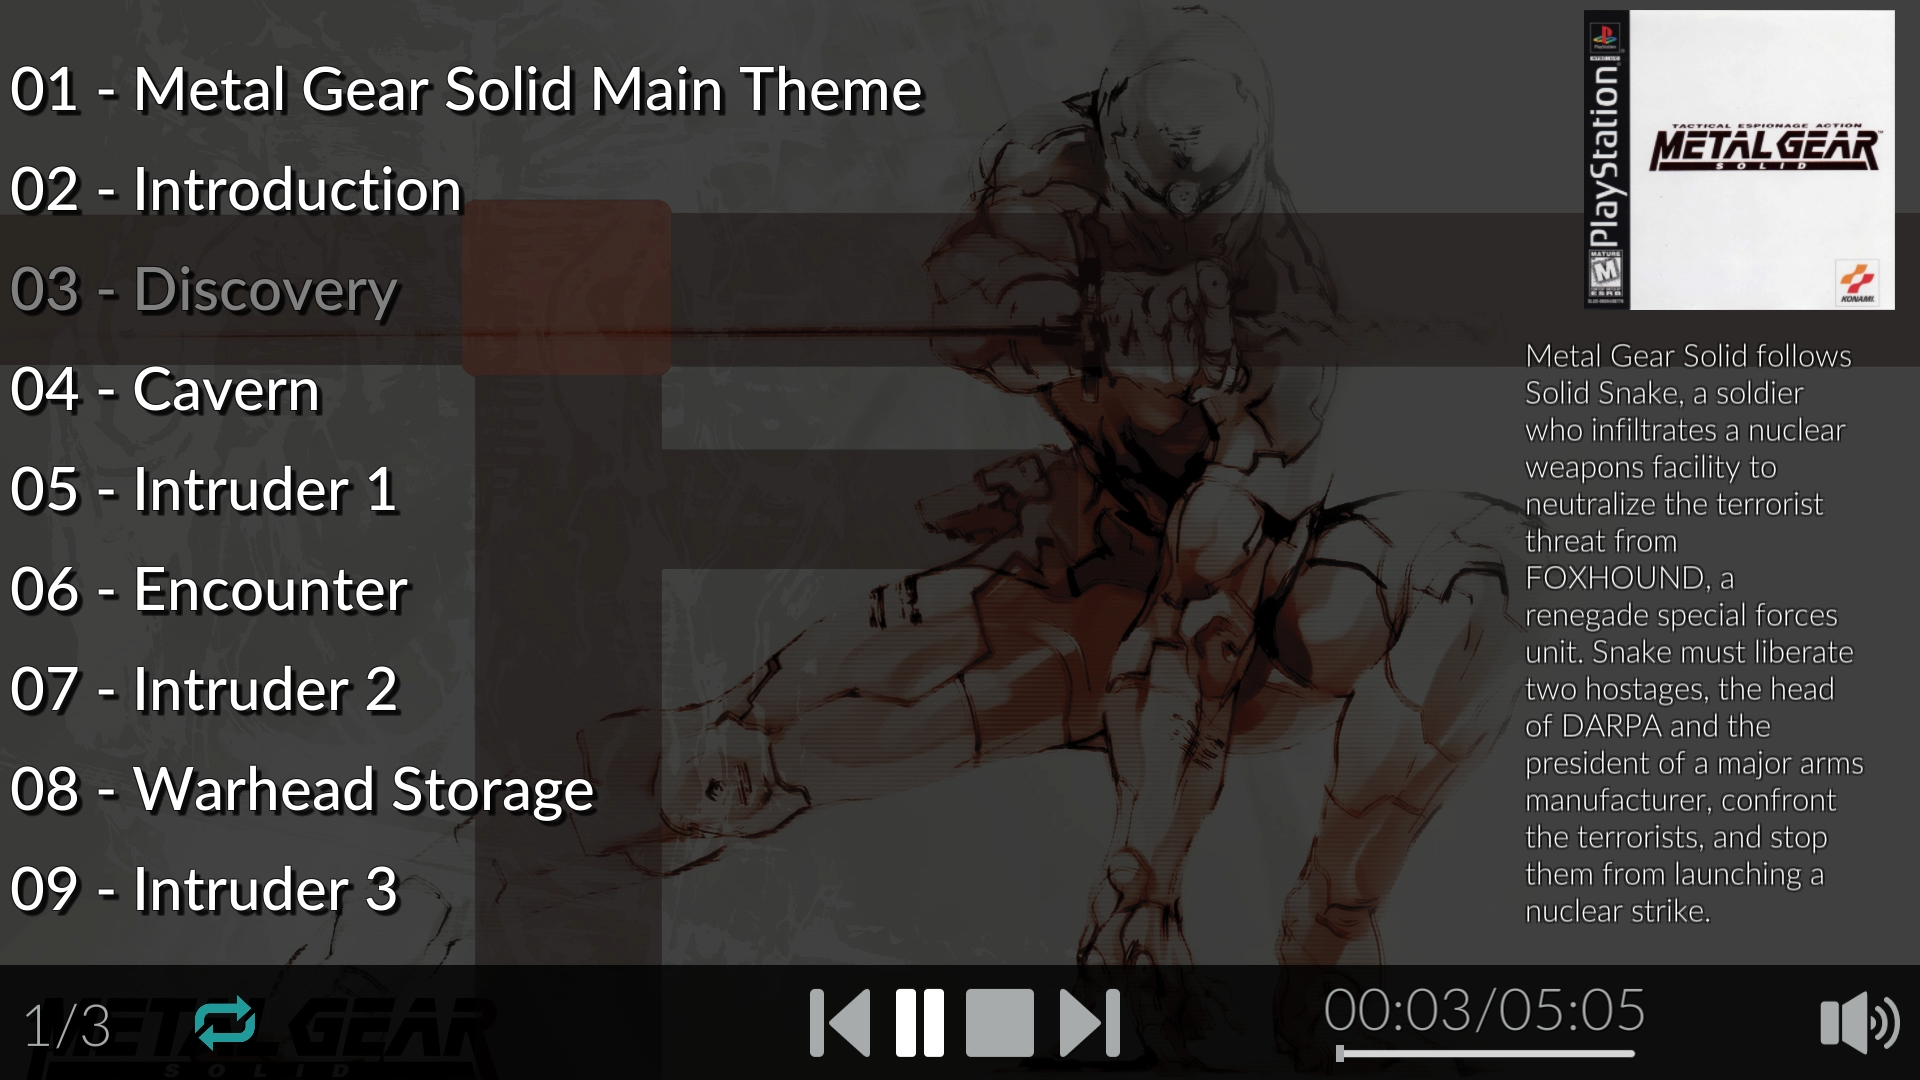 01 - Metal Gear Solid Main Theme
02 - Introduction
03 - Discovery
04 - Cavern
05 - Intruder 1
06 - Encounter
07 - Intruder 2
08 - Warhead Storage
09 - Intruder 3
PlayStation
TACTICAL ESPIONAGE ACTION
METAL GEAR
SOLID
MATURE
M
ESRB
KONAMI
Metal Gear Solid follows
Solid Snake, a soldier
who infiltrates a nuclear
weapons facility to
neutralize the terrorist
threat from
FOXHOUND, a
renegade special forces
unit. Snake must liberate
two hostages, the head
of DARPA and the
president of a major arms
manufacturer, confront
the terrorists, and stop
them from launching a
nuclear strike.
1/3
METAL GEAR
SOLID
00:03/05:05